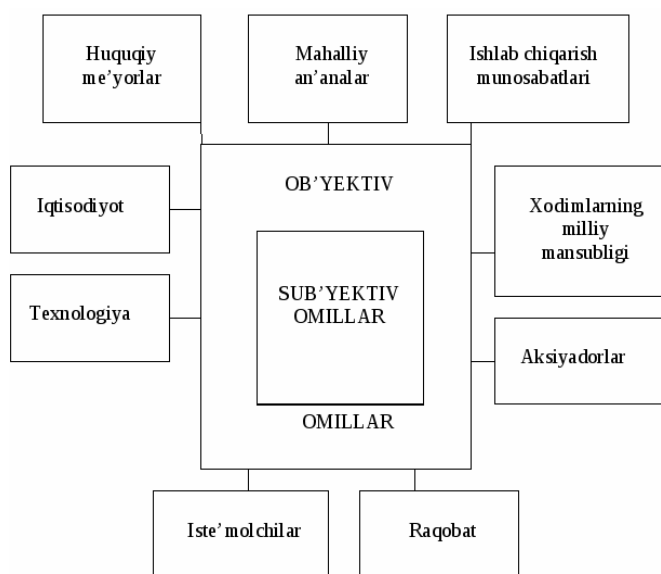 Huquqiy
me’yorlar
Mahalliy
an’analar
Ishlab chiqarish
munosabatlari
Iqtisodiyot
OB’YEKTIV
Xodimlarning
milliy
mansubligi
Texnologiya
SUB’YEKTIV
OMILLAR
Aksiyadorlar
OMILLAR
Iste’molchilar
Raqobat